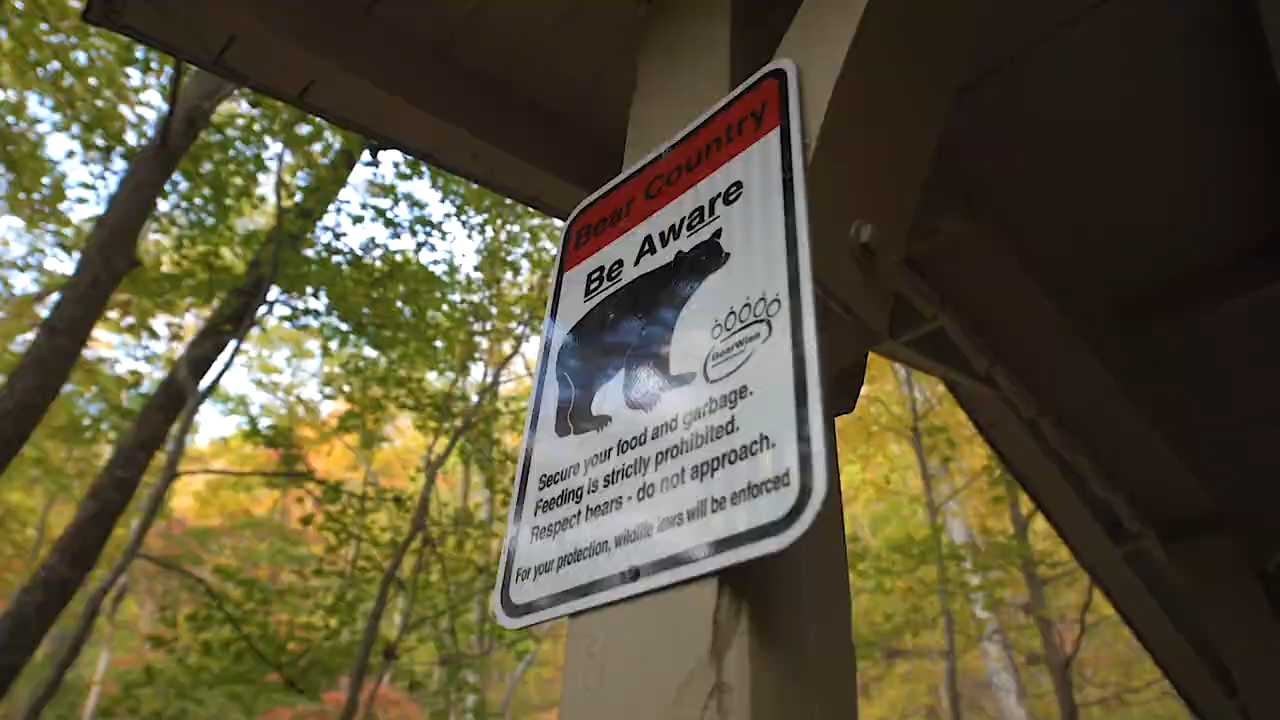 Bear Country
Be Aware
BearWise
Secure your food and garbage.
Feeding is strictly prohibited.
Respect bears - do not approach.
For your protection, wildlife laws will be enforced